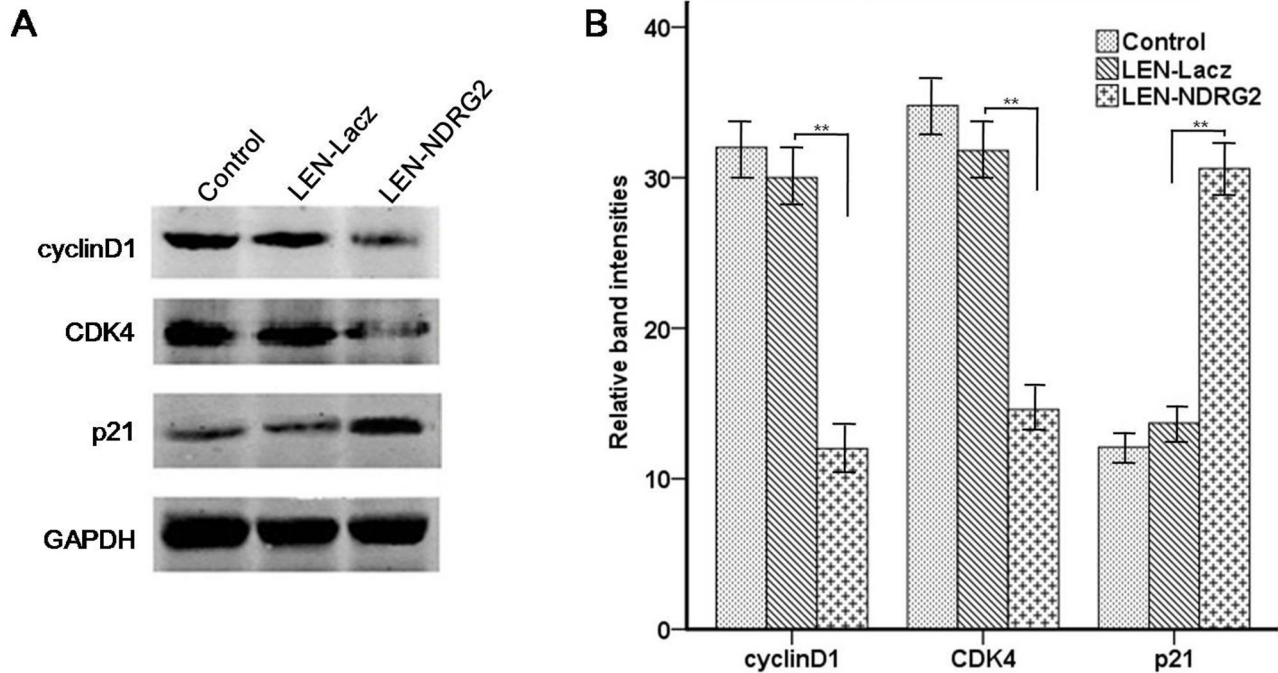 A
Control
LEN-Lacz
LEN-NDRG2
cyclinD1
CDK4
p21
GAPDH
B
Relative band intensities
40
30
20
10
0
Control
LEN-Lacz
LEN-NDRG2
**
**
**
cyclinD1
CDK4
p21